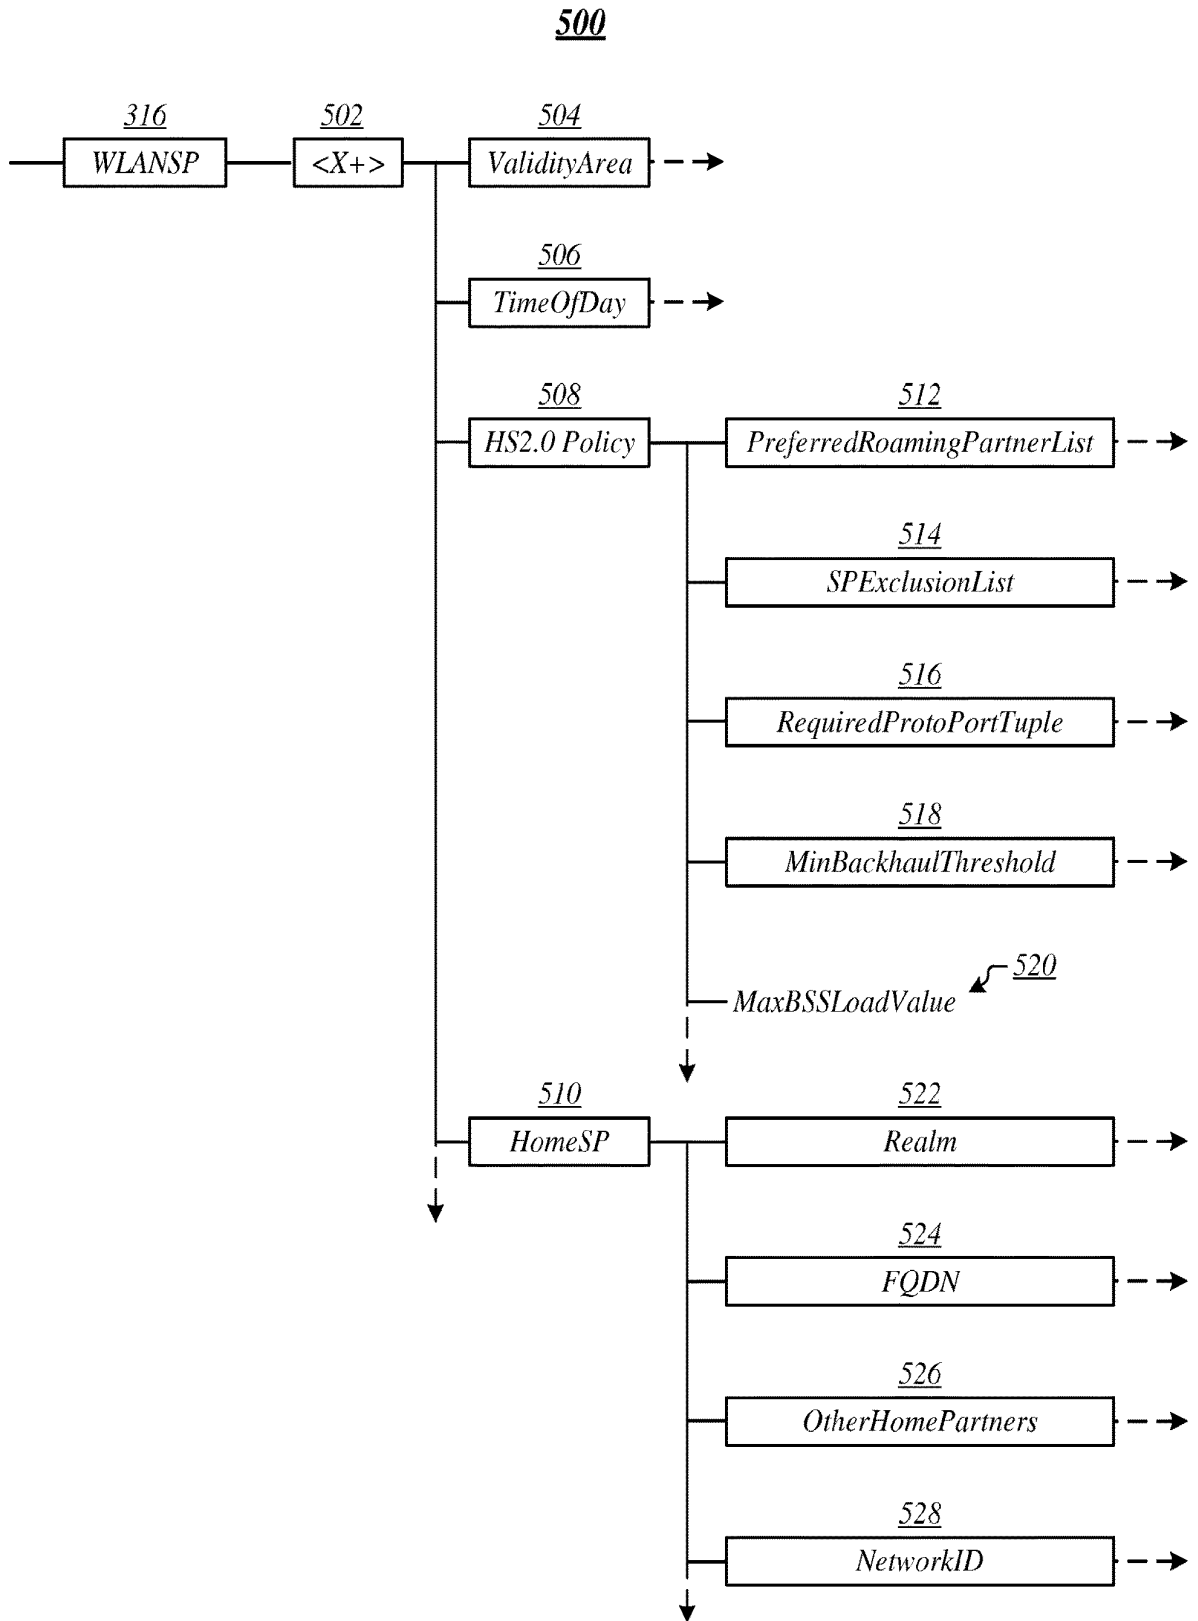 500
316 502 504
WLANSP <X+> ValidityArea
506
TimeOfDay
508 512
HS2.0 Policy PreferredRoamingPartnerList
514
SPExclusionList
516
RequiredProtoPortTuple
518
MinBackhaulThreshold
520
MaxBSSLoadValue
510 522
HomeSP Realm
524
FQDN
526
OtherHomePartners
528
NetworkID